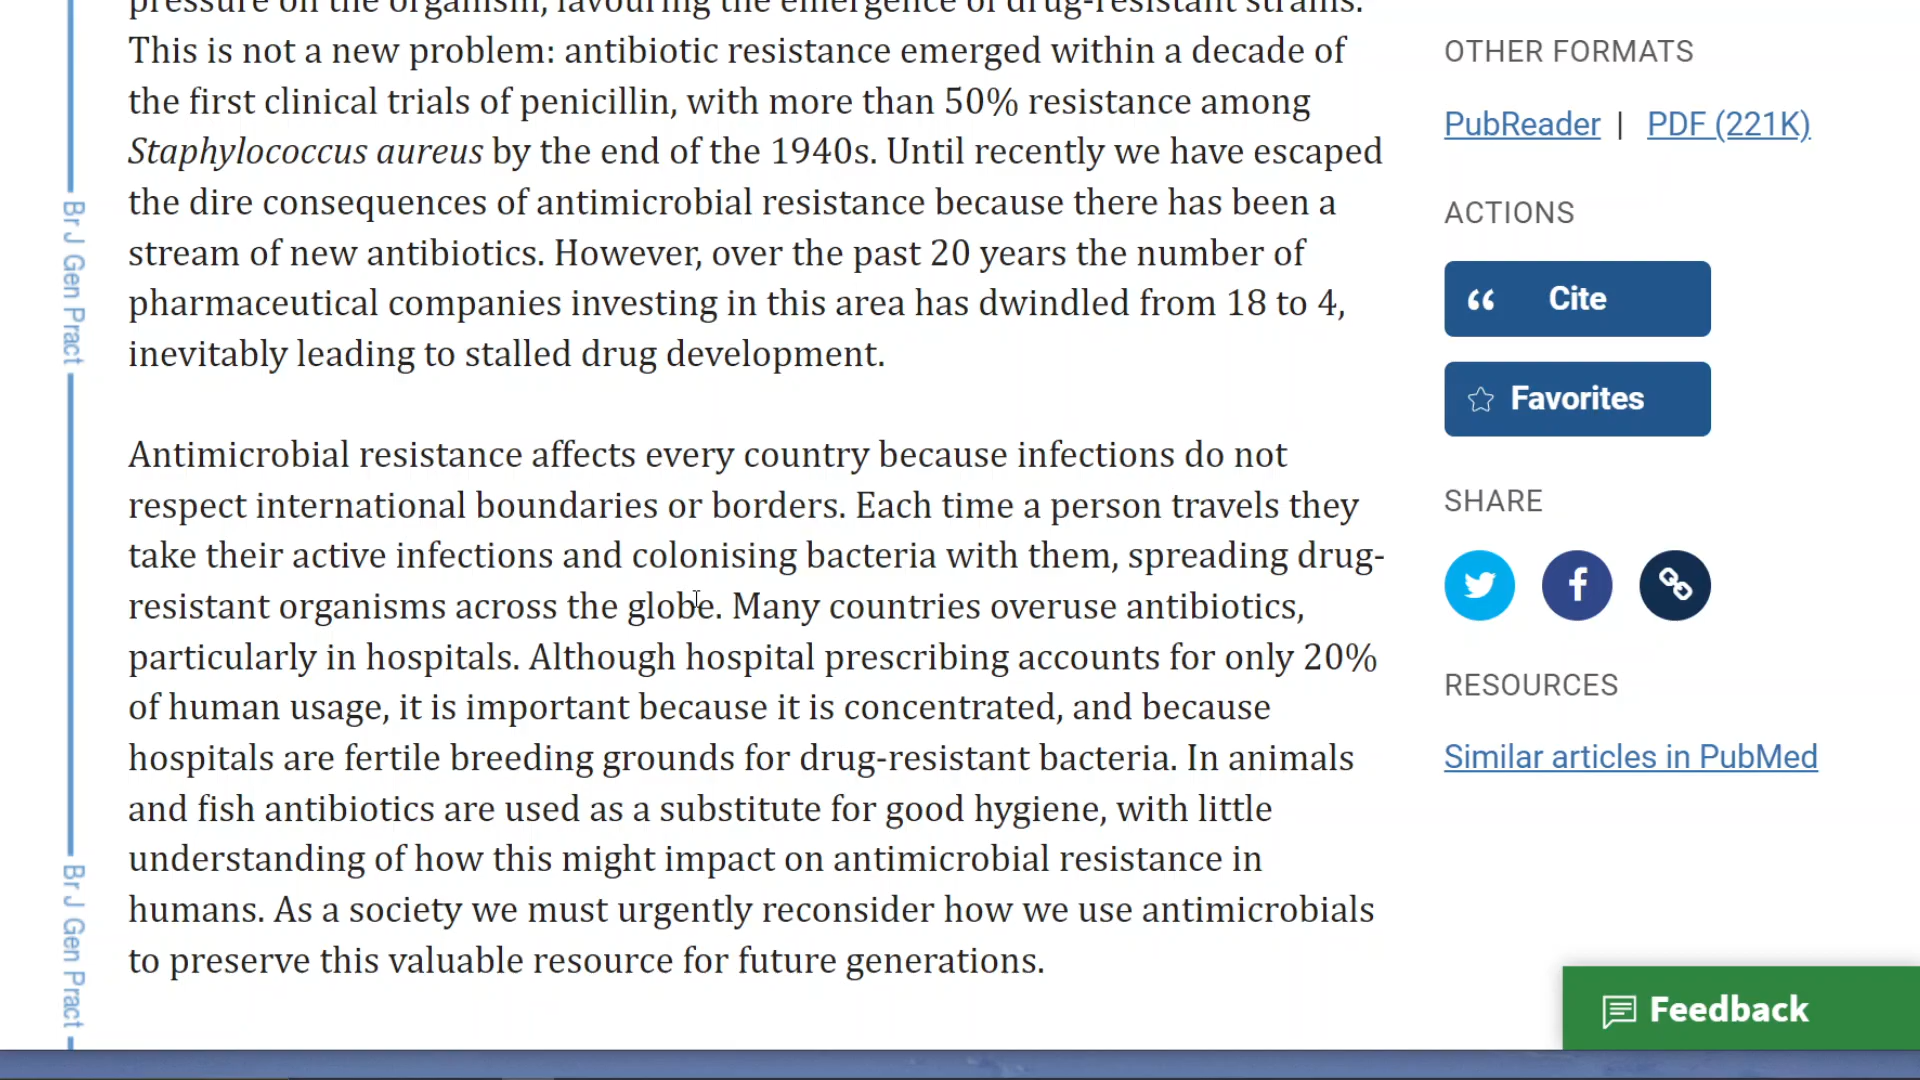 pressure on the organism, favouring the emergence of drug-resistant strains.
This is not a new problem: antibiotic resistance emerged within a decade of
the first clinical trials of penicillin, with more than 50% resistance among
Staphylococcus aureus by the end of the 1940s. Until recently we have escaped
the dire consequences of antimicrobial resistance because there has been a
stream of new antibiotics. However, over the past 20 years the number of
pharmaceutical companies investing in this area has dwindled from 18 to 4,
inevitably leading to stalled drug development.
Antimicrobial resistance affects every country because infections do not
respect international boundaries or borders. Each time a person travels they
take their active infections and colonising bacteria with them, spreading drug-
resistant organisms across the globe. Many countries overuse antibiotics,
particularly in hospitals. Although hospital prescribing accounts for only 20%
of human usage, it is important because it is concentrated, and because
hospitals are fertile breeding grounds for drug-resistant bacteria. In animals
and fish antibiotics are used as a substitute for good hygiene, with little
understanding of how this might impact on antimicrobial resistance in
humans. As a society we must urgently reconsider how we use antimicrobials
to preserve this valuable resource for future generations.
Br J Gen Pract
Br J Gen Pract
OTHER FORMATS
PubReader | PDF (221K)
ACTIONS
Cite
Favorites
SHARE
RESOURCES
Similar articles in PubMed
Feedback